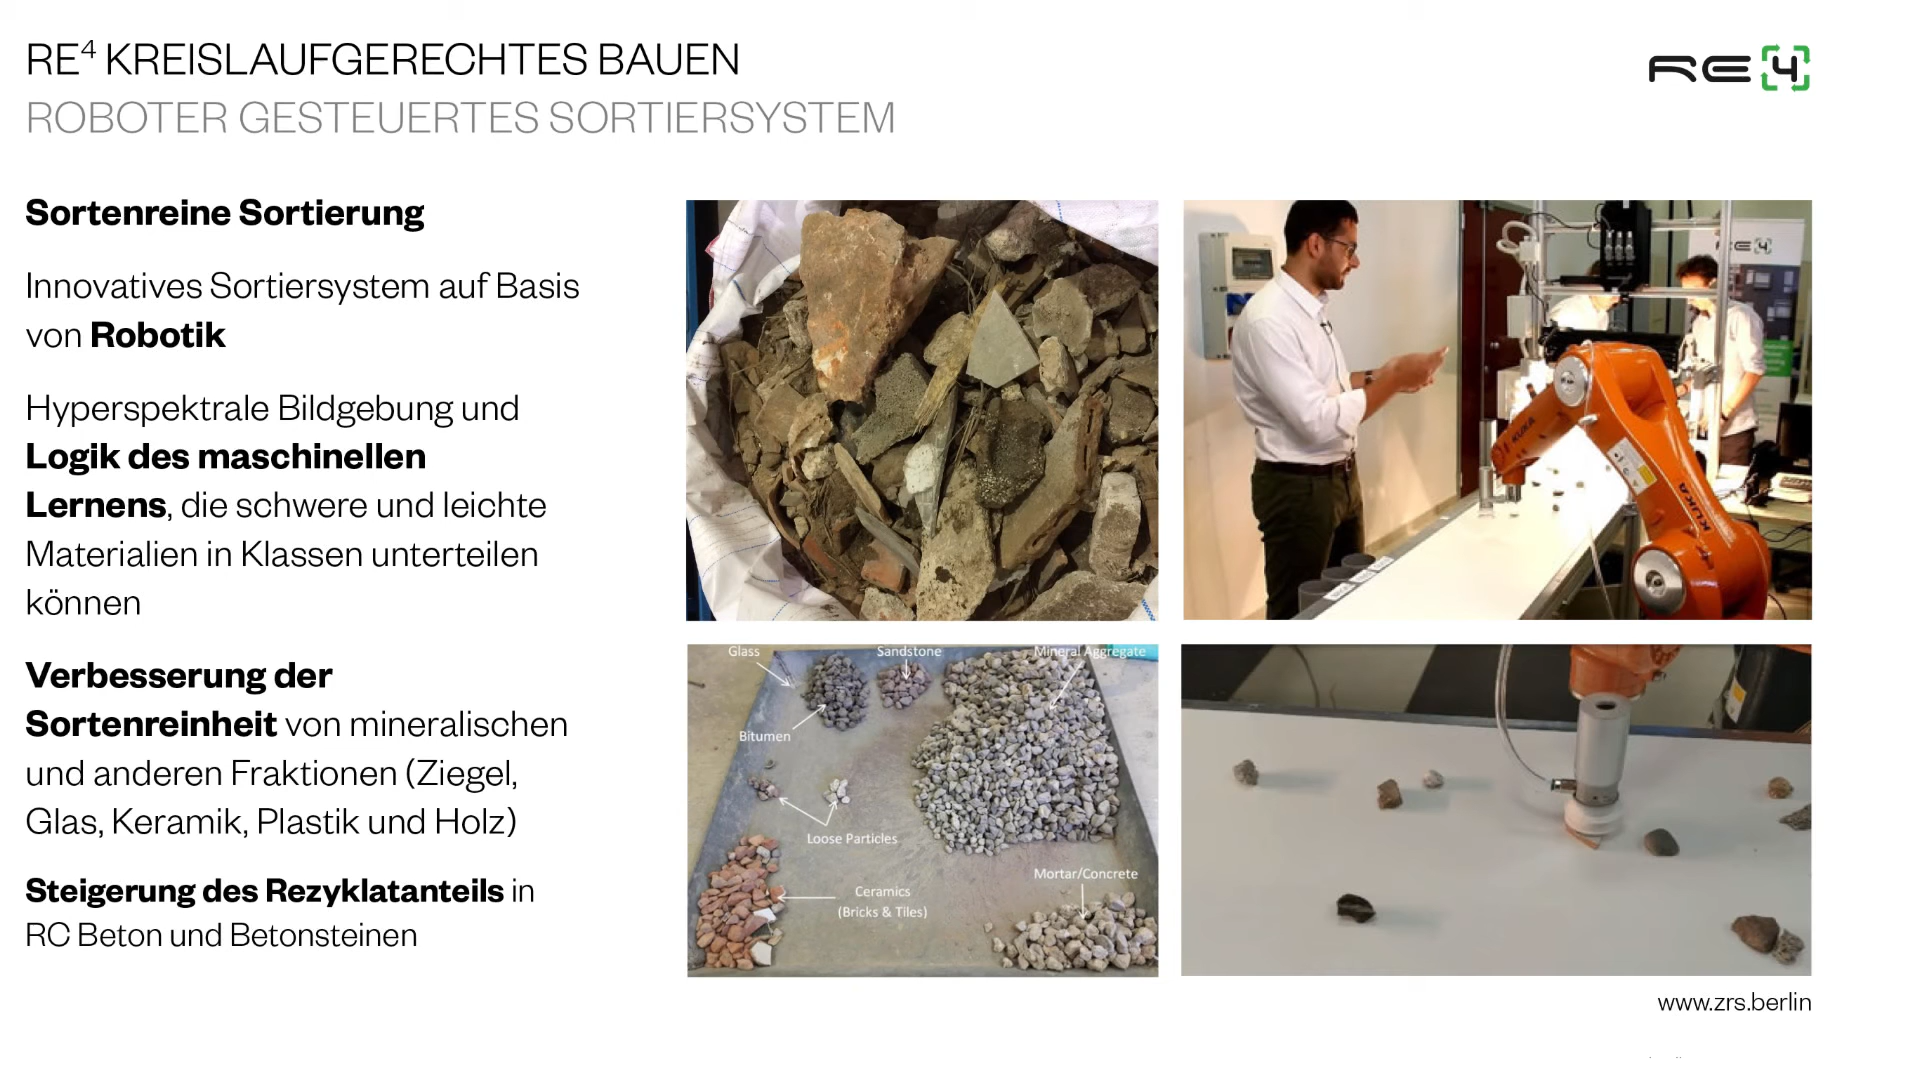 RE⁴ KREISLAUFGERECHTES BAUEN
ROBOTER GESTEUERTES SORTIERSYSTEM
RE4
Sortenreine Sortierung
Innovatives Sortiersystem auf Basis
von Robotik
Hyperspektrale Bildgebung und
Logik des maschinellen
Lernens, die schwere und leichte
Materialien in Klassen unterteilen
können
Verbesserung der
Sortenreinheit von mineralischen
und anderen Fraktionen (Ziegel,
Glas, Keramik, Plastik und Holz)
Steigerung des Rezyklatanteils in
RC Beton und Betonsteinen
RE4
KUKA
KUKA
Glass
Sandstone
Mineral Aggregate
Bitumen
Loose Particles
Ceramics
(Bricks & Tiles)
Mortar/Concrete
www.zrs.berlin